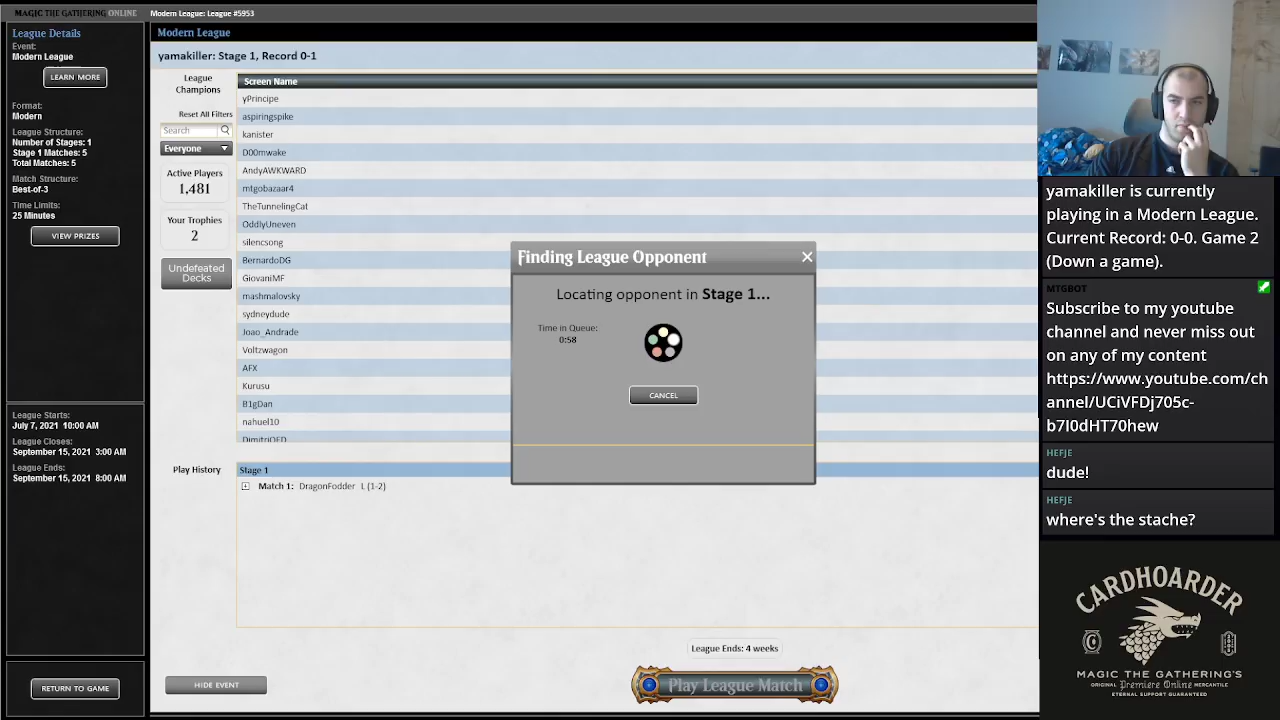 MAGIC THE GATHERING ONLINE
Modern League: League #5953
League Details
Event:
Modern League
LEARN MORE
Format:
Modern
League Structure:
Number of Stages: 1
Stage 1 Matches: 5
Total Matches: 5
Match Structure:
Best-of-3
Time Limits:
25 Minutes
VIEW PRIZES
League Starts:
July 7, 2021 10:00 AM
League Closes:
September 15, 2021 3:00 AM
League Ends:
September 15, 2021 8:00 AM
RETURN TO GAME
Modern League
yamakiller: Stage 1, Record 0-1
League
Champions
Reset All Filters
Search
Everyone
Active Players
1,481
Your Trophies
2
Undefeated
Decks
Screen Name
yPrincipe
aspiringspike
kanister
D00mwake
AndyAWKWARD
mtgobazaar4
TheTunnelingCat
OddlyUneven
silencsong
BernardoDG
GiovaniMF
mashmalovsky
sydneydude
Joao_Andrade
Voltzwagon
AFX
Kurusu
B1gDan
nahuel10
Play History
Stage 1
Match 1: DragonFodder L (1-2)
Finding League Opponent
Locating opponent in Stage 1...
Time in Queue:
0:58
CANCEL
League Ends: 4 weeks
HIDE EVENT
Play League Match
yamakiller is currently
playing in a Modern League.
Current Record: 0-0. Game 2
(Down a game).
MTGBOT
Subscribe to my youtube
channel and never miss out
on any of my content
https://www.youtube.com/ch
annel/UCiVFDj705c-
b7I0dHT70hew
HEFJE
dude!
HEFJE
where's the stache?
CARDHOARDER
MAGIC THE GATHERING'S
ORIGINAL Premiere Online MERCANTILE
ETERNAL SUPPORT GUARANTEED